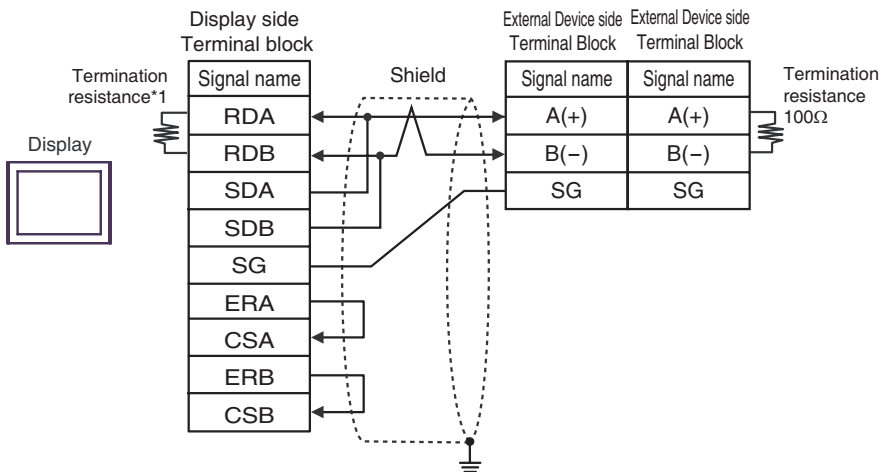 Display side
Terminal block
External Device side
Terminal Block
External Device side
Terminal Block
Termination
resistance*1
Signal name
Shield
Signal name
Signal name
Termination
resistance
100Ω
RDA
A(+)
A(+)
Display
RDB
B(−)
B(−)
SDA
SG
SG
SDB
SG
ERA
CSA
ERB
CSB